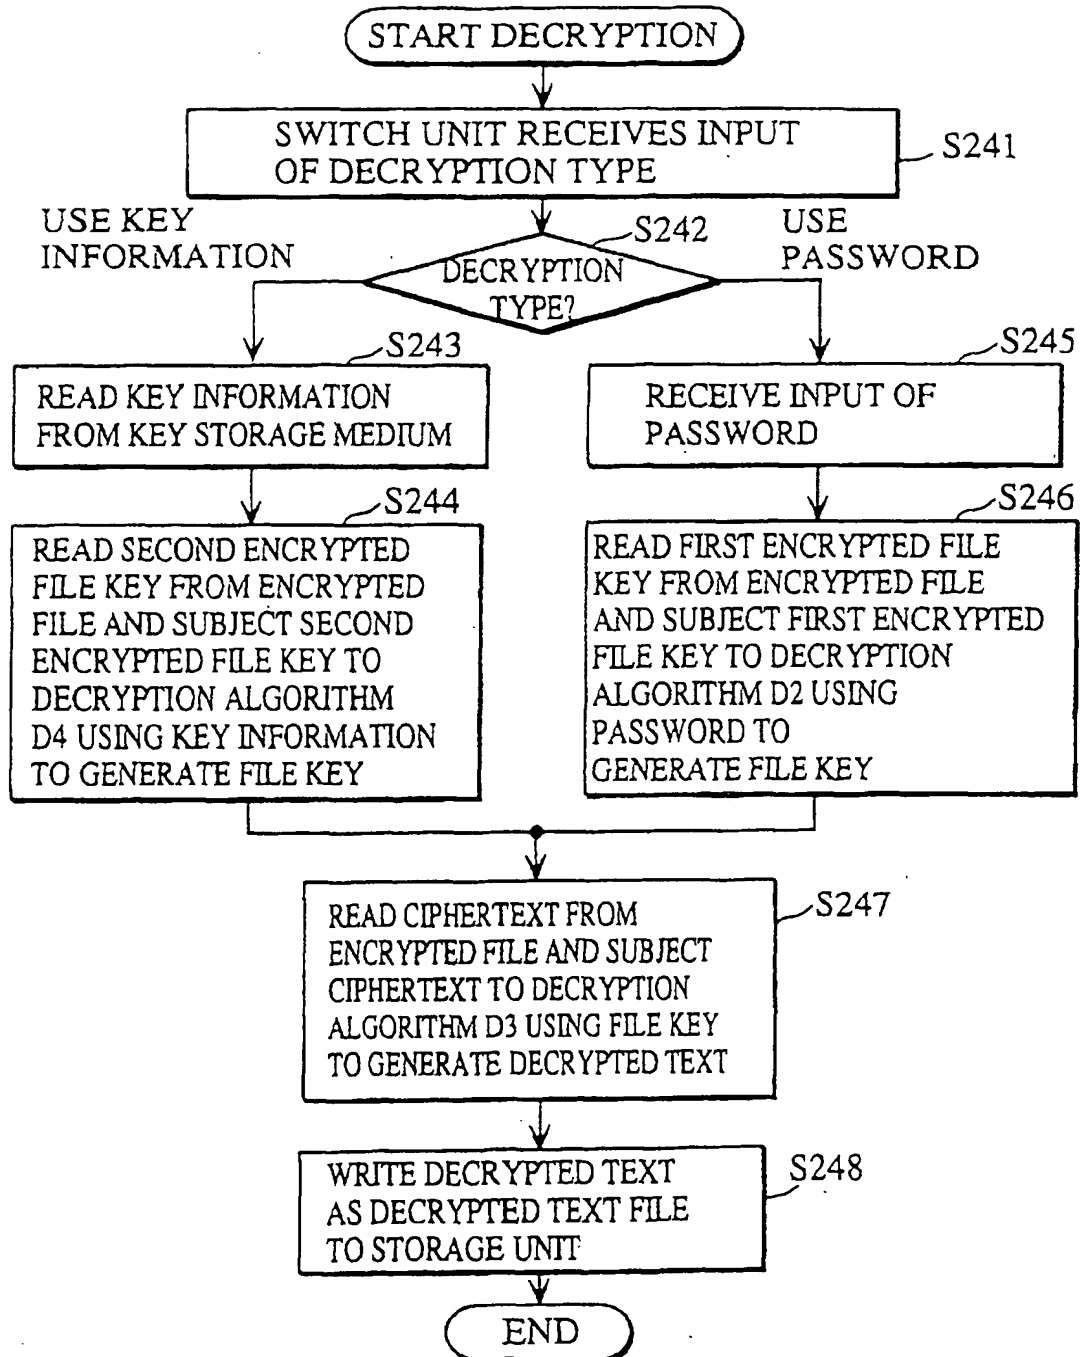 START DECRYPTION
SWITCH UNIT RECEIVES INPUT
OF DECRYPTION TYPE
S241
USE KEY
INFORMATION
S242
USE
PASSWORD
DECRYPTION
TYPE?
S243
READ KEY INFORMATION
FROM KEY STORAGE MEDIUM
S245
RECEIVE INPUT OF
PASSWORD
S244
READ SECOND ENCRYPTED
FILE KEY FROM ENCRYPTED
FILE AND SUBJECT SECOND
ENCRYPTED FILE KEY TO
DECRYPTION ALGORITHM
D4 USING KEY INFORMATION
TO GENERATE FILE KEY
S246
READ FIRST ENCRYPTED FILE
KEY FROM ENCRYPTED FILE
AND SUBJECT FIRST ENCRYPTED
FILE KEY TO DECRYPTION
ALGORITHM D2 USING
PASSWORD TO
GENERATE FILE KEY
S247
READ CIPHERTEXT FROM
ENCRYPTED FILE AND SUBJECT
CIPHERTEXT TO DECRYPTION
ALGORITHM D3 USING FILE KEY
TO GENERATE DECRYPTED TEXT
S248
WRITE DECRYPTED TEXT
AS DECRYPTED TEXT FILE
TO STORAGE UNIT
END